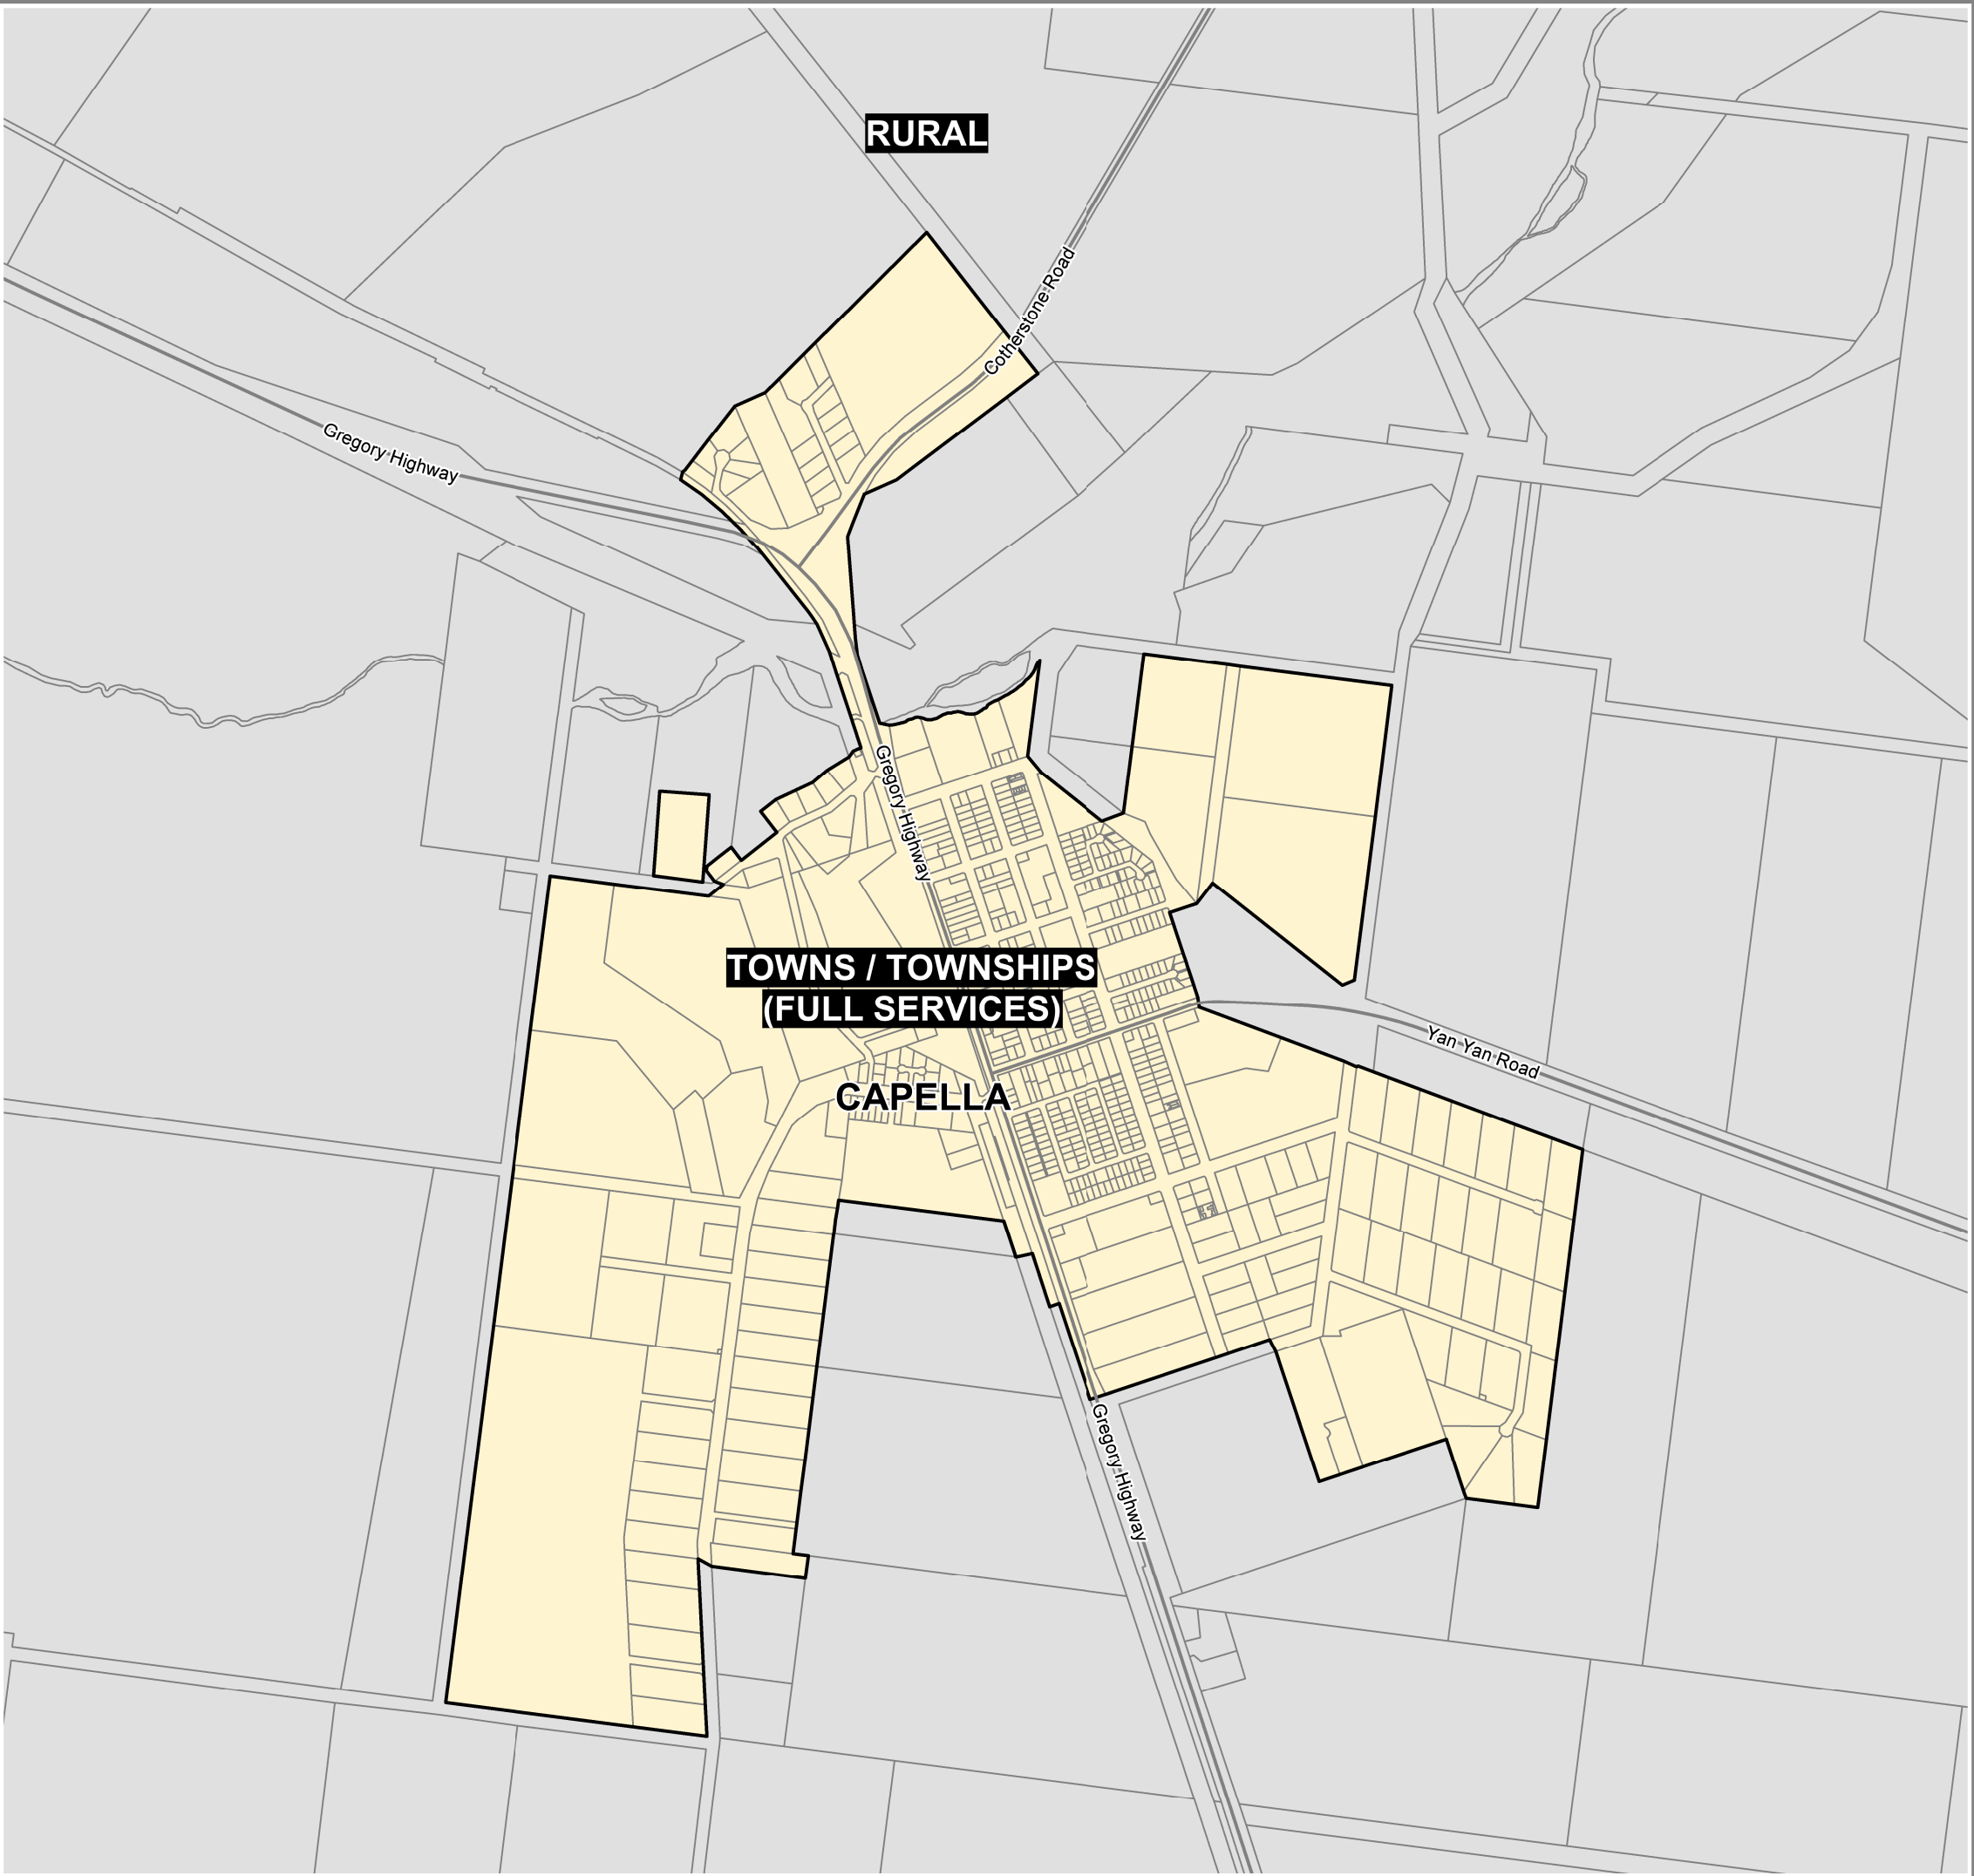 RURAL
Cotherstone Road
Gregory Highway
Gregory Highway
TOWNS / TOWNSHIPS
(FULL SERVICES)
Yan Yan Road
CAPELLA
Gregory Highway